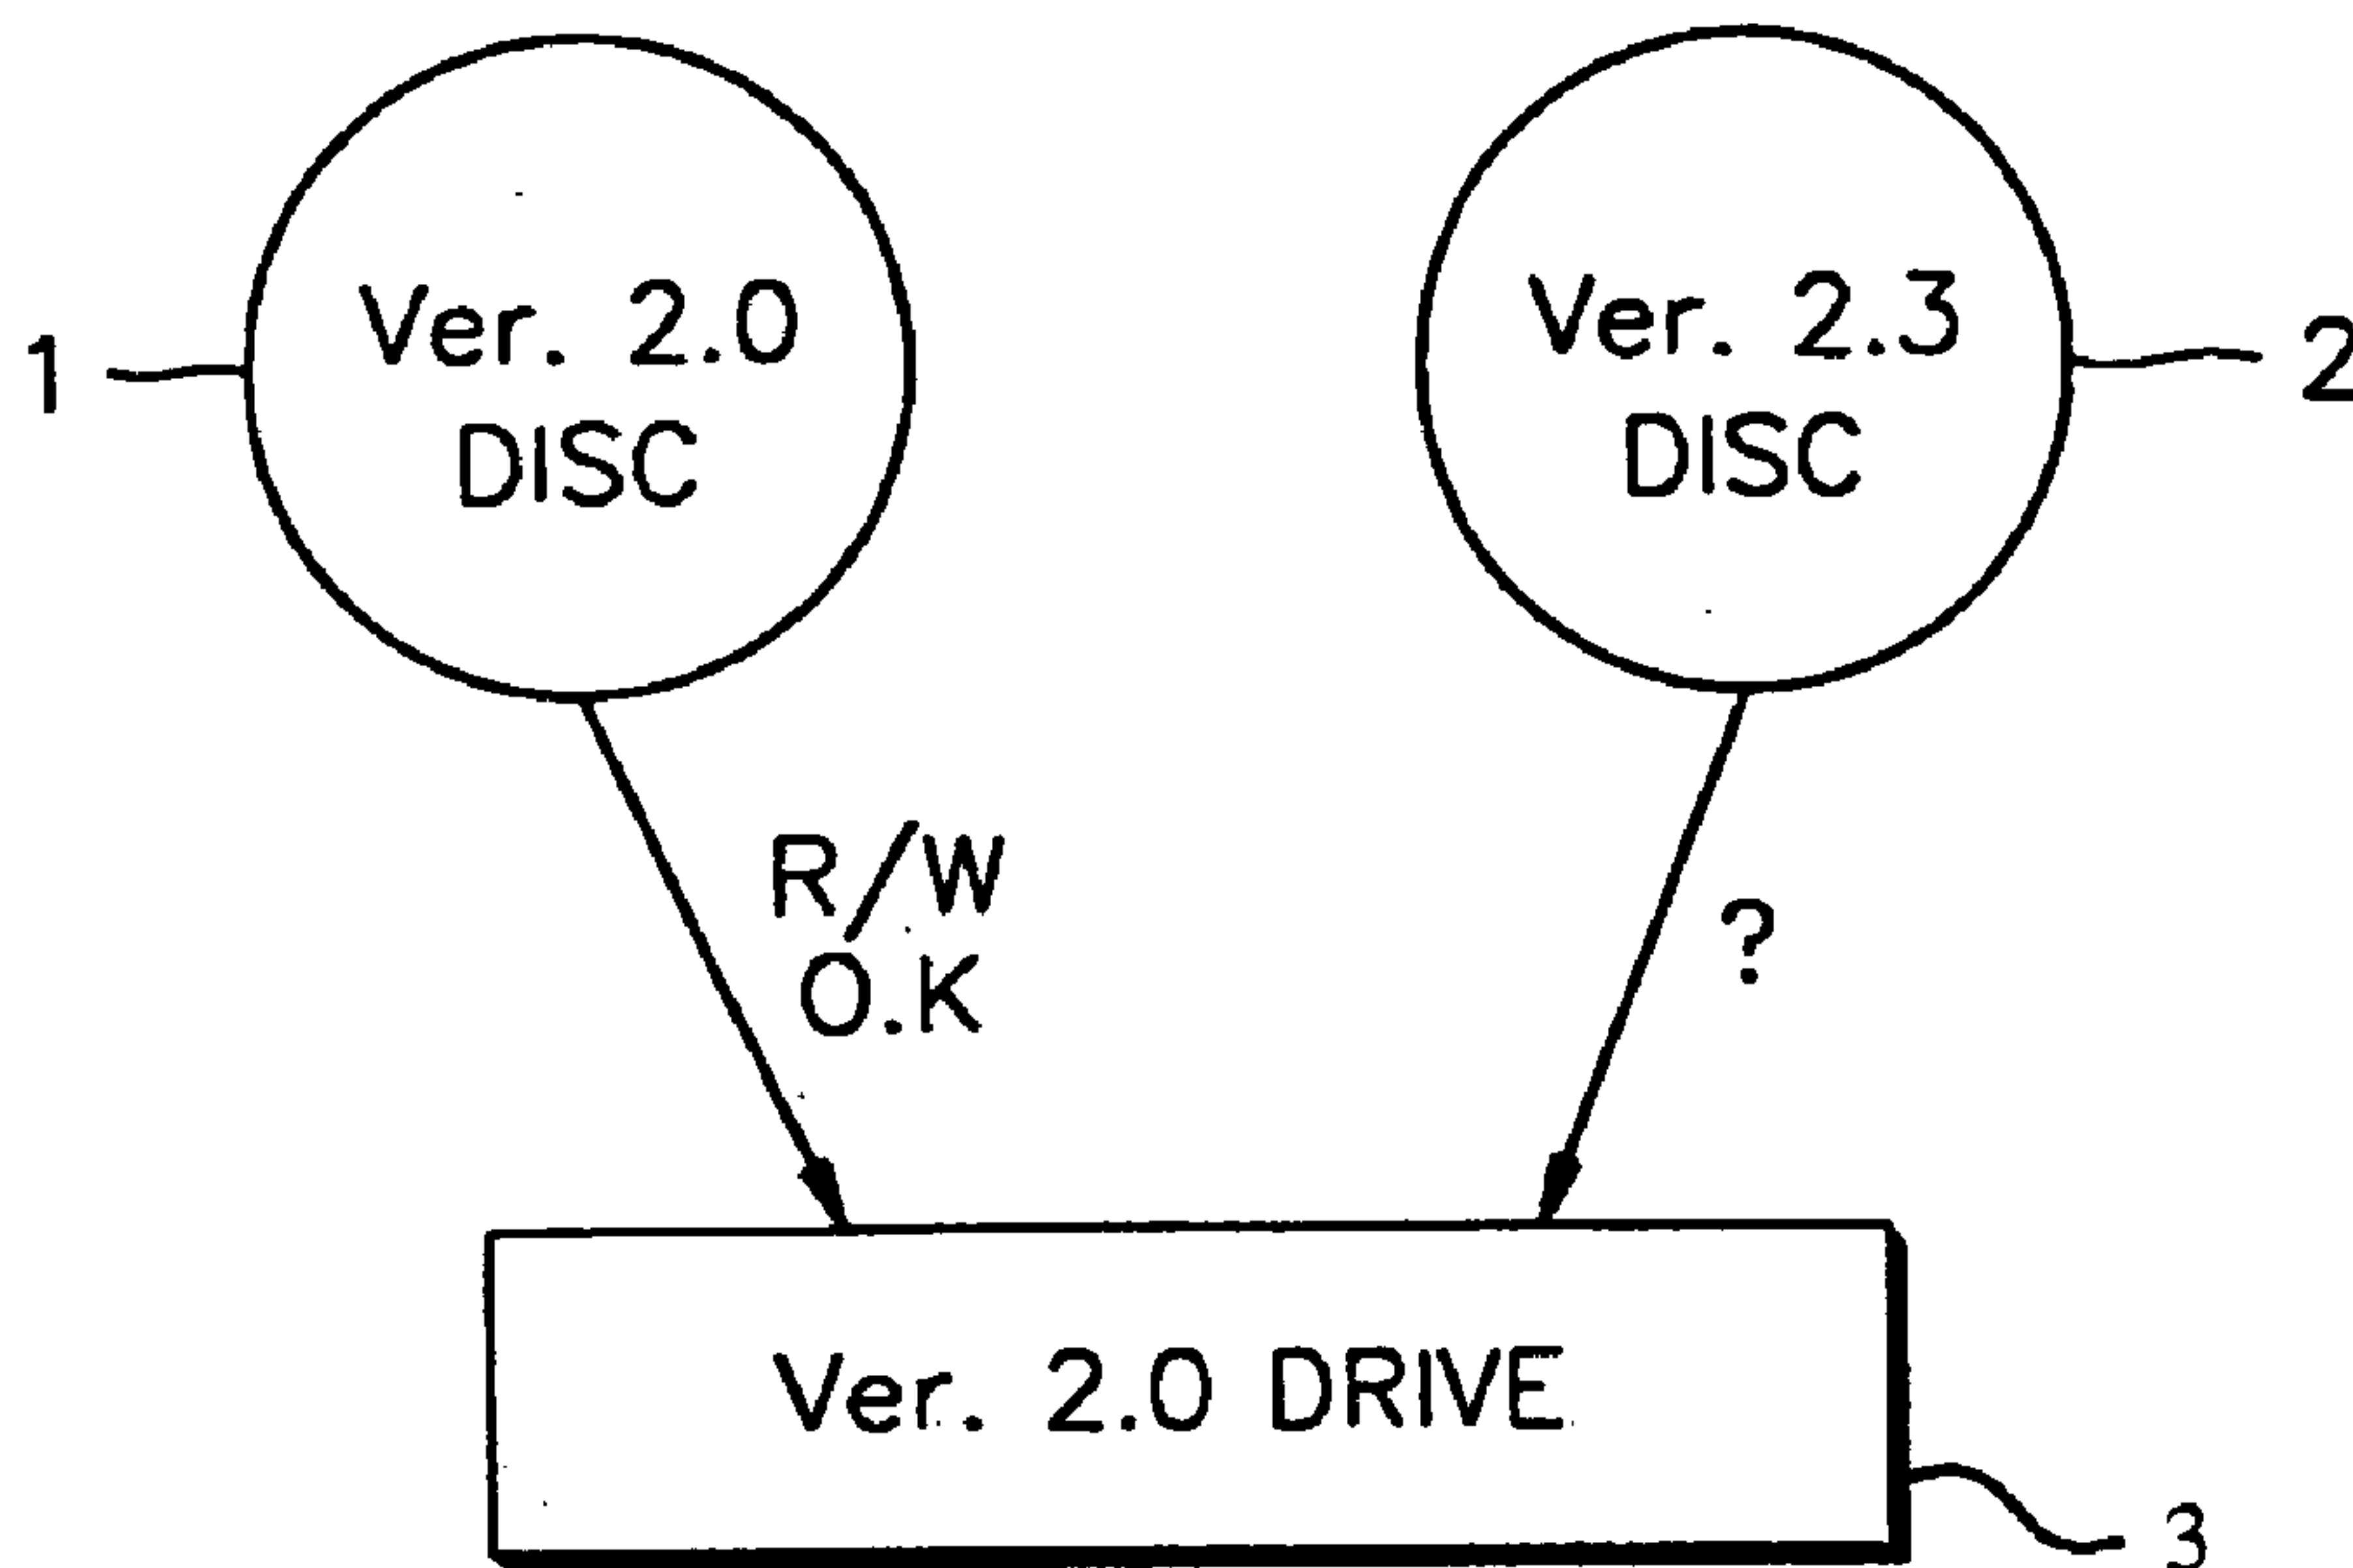 Ver. 2.0
DISC
1
Ver. 2.3
DISC
2
R/W
O.K
?
Ver. 2.0 DRIVE
3